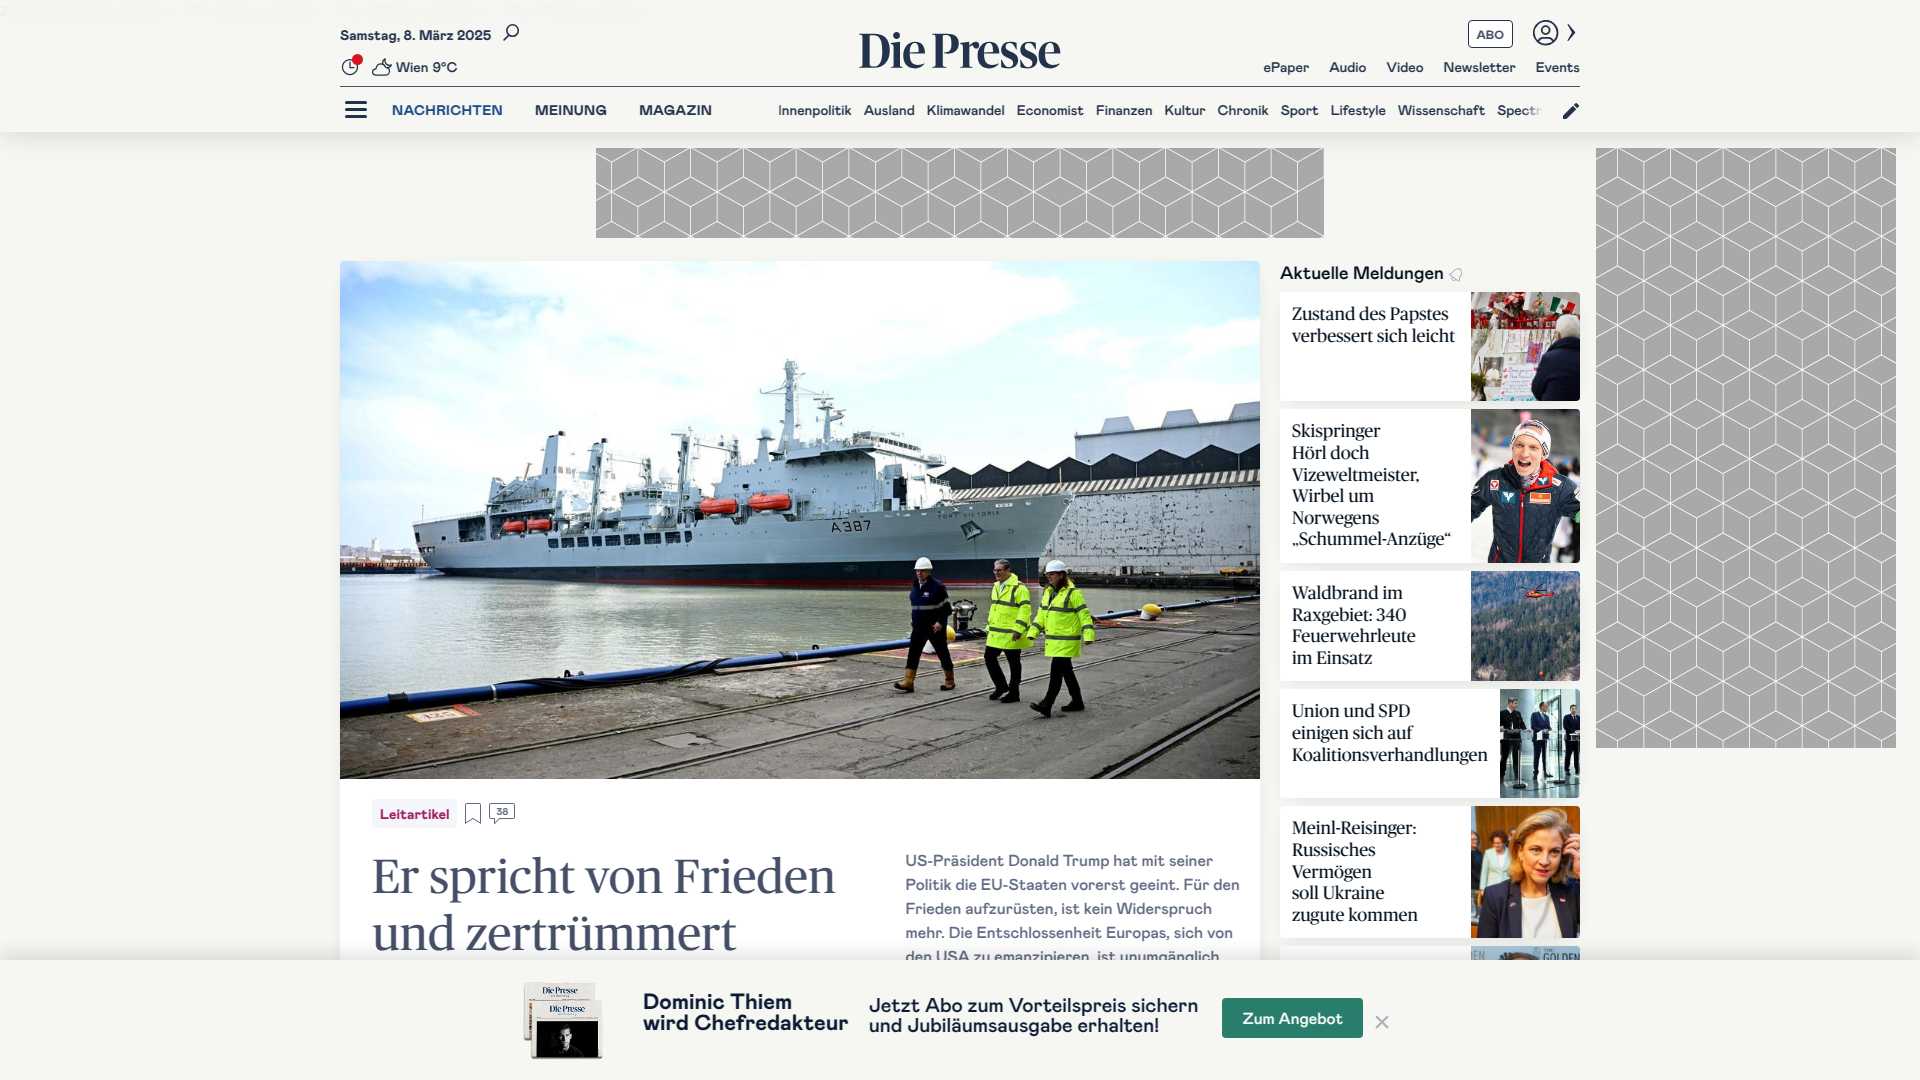 Samstag, 8. März 2025
Die Presse
ABO
Wien 9°C
ePaper Audio Video Newsletter Events
NACHRICHTEN MEINUNG MAGAZIN Innenpolitik Ausland Klimawandel Economist Finanzen Kultur Chronik Sport Lifestyle Wissenschaft Spectr
A387
FORT VICTORIA
Leitartikel
38
Er spricht von Frieden
und zertrümmert
US-Präsident Donald Trump hat mit seiner
Politik die EU-Staaten vorerst geeint. Für den
Frieden aufzurüsten, ist kein Widerspruch
mehr. Die Entschlossenheit Europas, sich von
den USA zu emanzipieren, ist unumgänglich
Aktuelle Meldungen
Zustand des Papstes
verbessert sich leicht
Skispringer
Hörl doch
Vizeweltmeister,
Wirbel um
Norwegens
„Schummel-Anzüge“
Waldbrand im
Raxgebiet: 340
Feuerwehrleute
im Einsatz
Union und SPD
einigen sich auf
Koalitionsverhandlungen
Meinl-Reisinger:
Russisches
Vermögen
soll Ukraine
zugute kommen
GOLDEN
Die Presse
Die Presse
Dominic Thiem
wird Chefredakteur
Jetzt Abo zum Vorteilspreis sichern
und Jubiläumsausgabe erhalten!
Zum Angebot